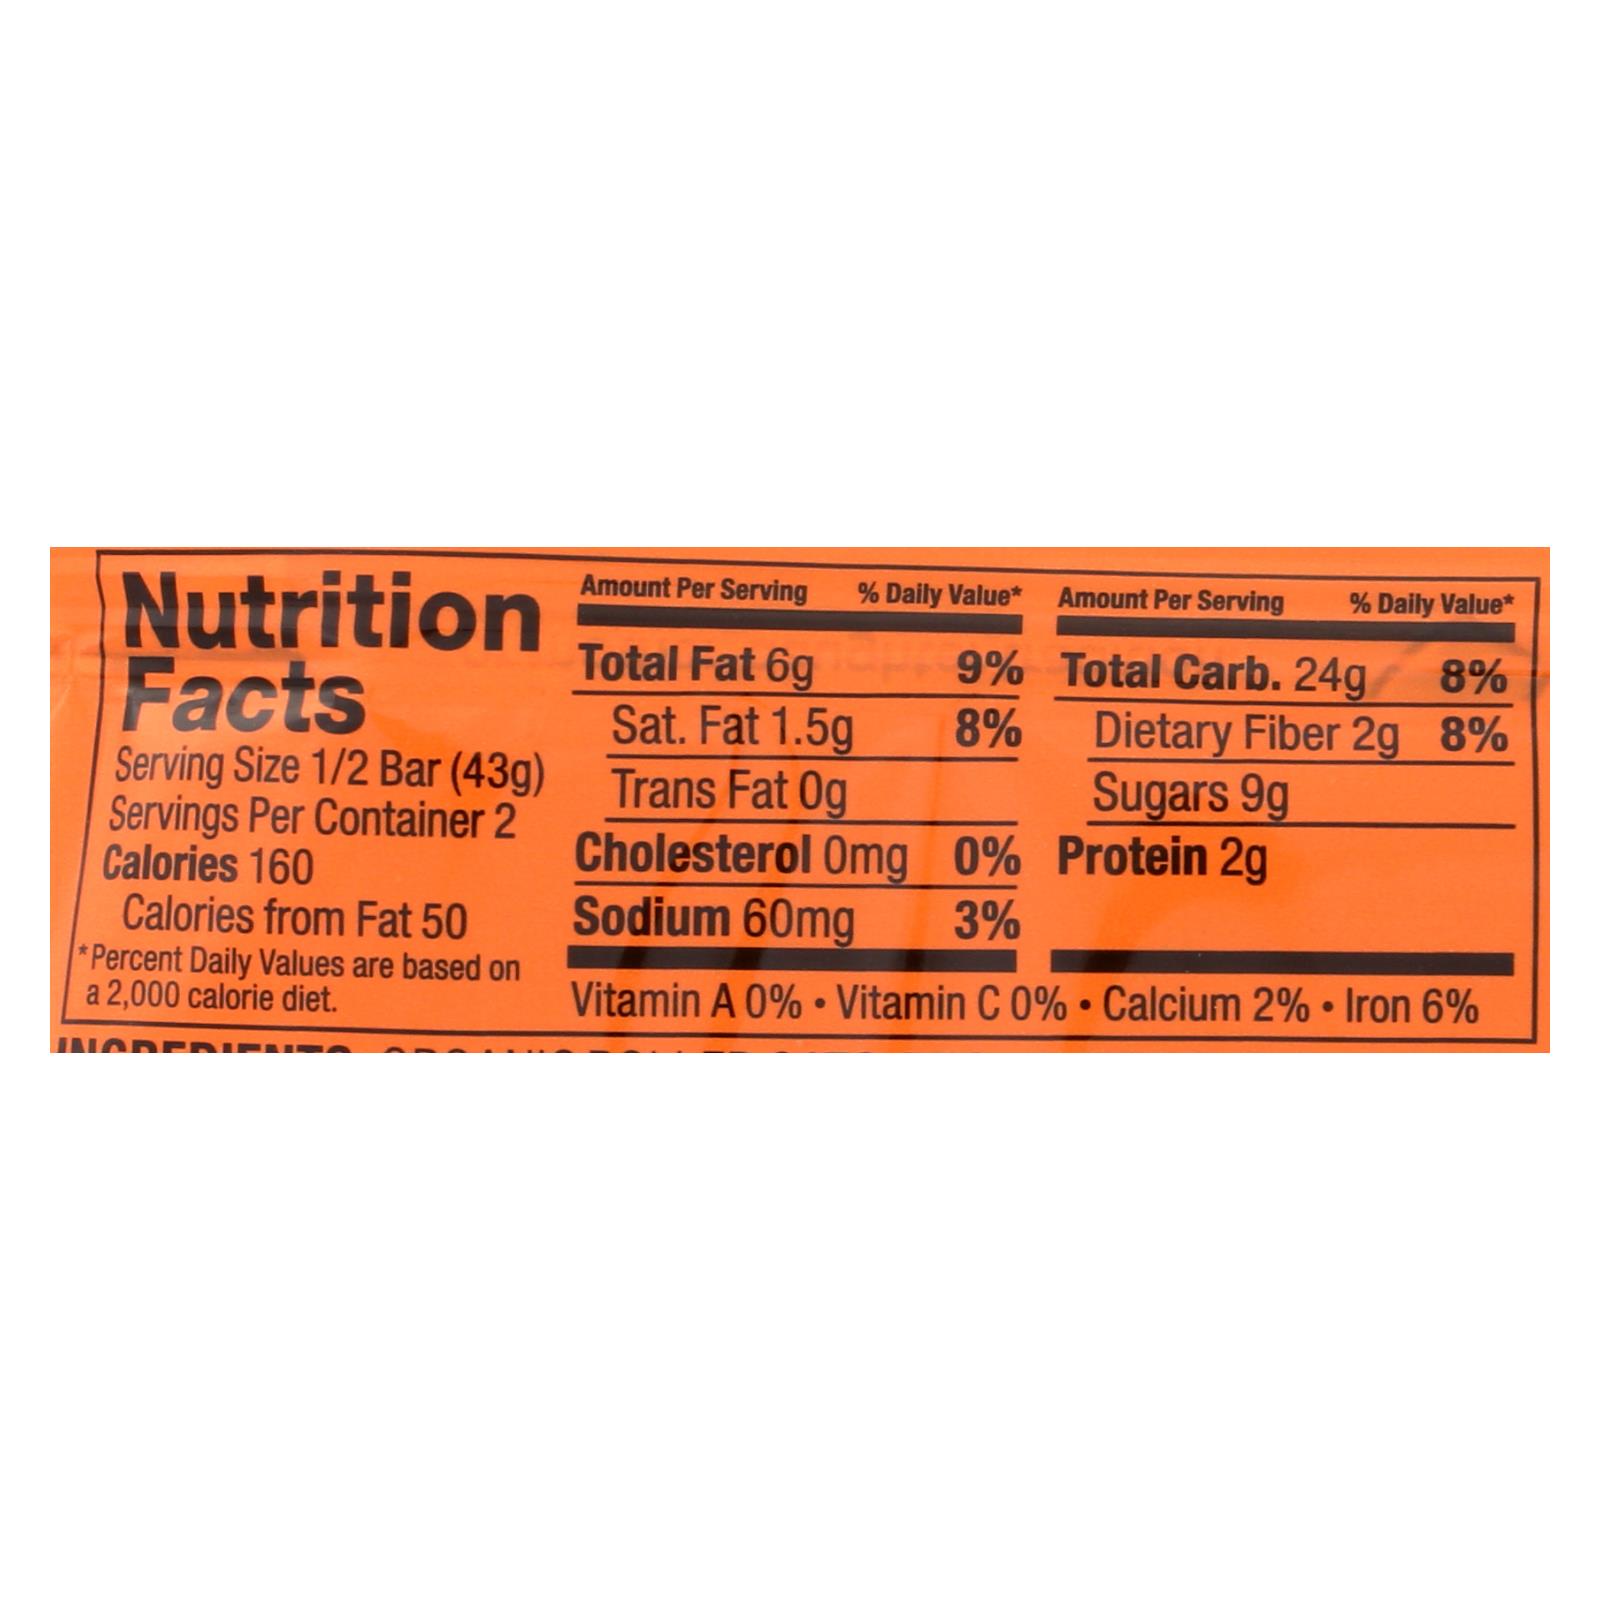 Nutrition
Facts
Serving Size 1/2 Bar (43g)
Servings Per Container 2
Calories 160
Calories from Fat 50
*Percent Daily Values are based on
a 2,000 calorie diet.
Amount Per Serving % Daily Value*
Total Fat 6g 9%
Sat. Fat 1.5g 8%
Trans Fat 0g
Cholesterol 0mg 0%
Sodium 60mg 3%
Amount Per Serving % Daily Value*
Total Carb. 24g 8%
Dietary Fiber 2g 8%
Sugars 9g
Protein 2g
Vitamin A 0% • Vitamin C 0% • Calcium 2% • Iron 6%
INGREDIENTS